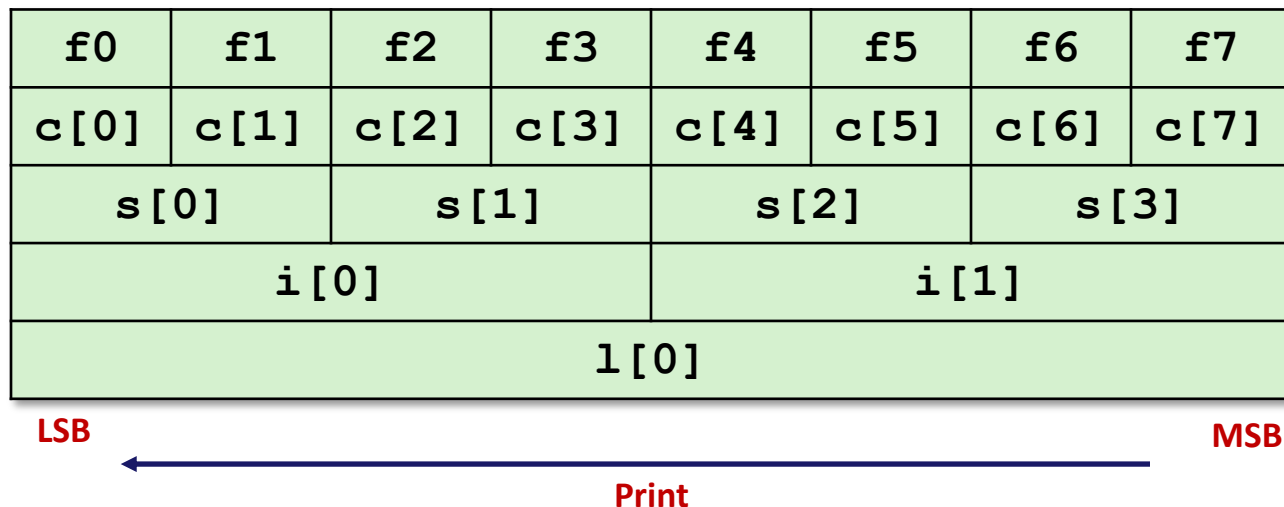 f0 f1 f2 f3 f4 f5 f6 f7
c[0] c[1] c[2] c[3] c[4] c[5] c[6] c[7]
s[0] s[1] s[2] s[3]
i[0] i[1]
l[0]
LSB MSB
Print